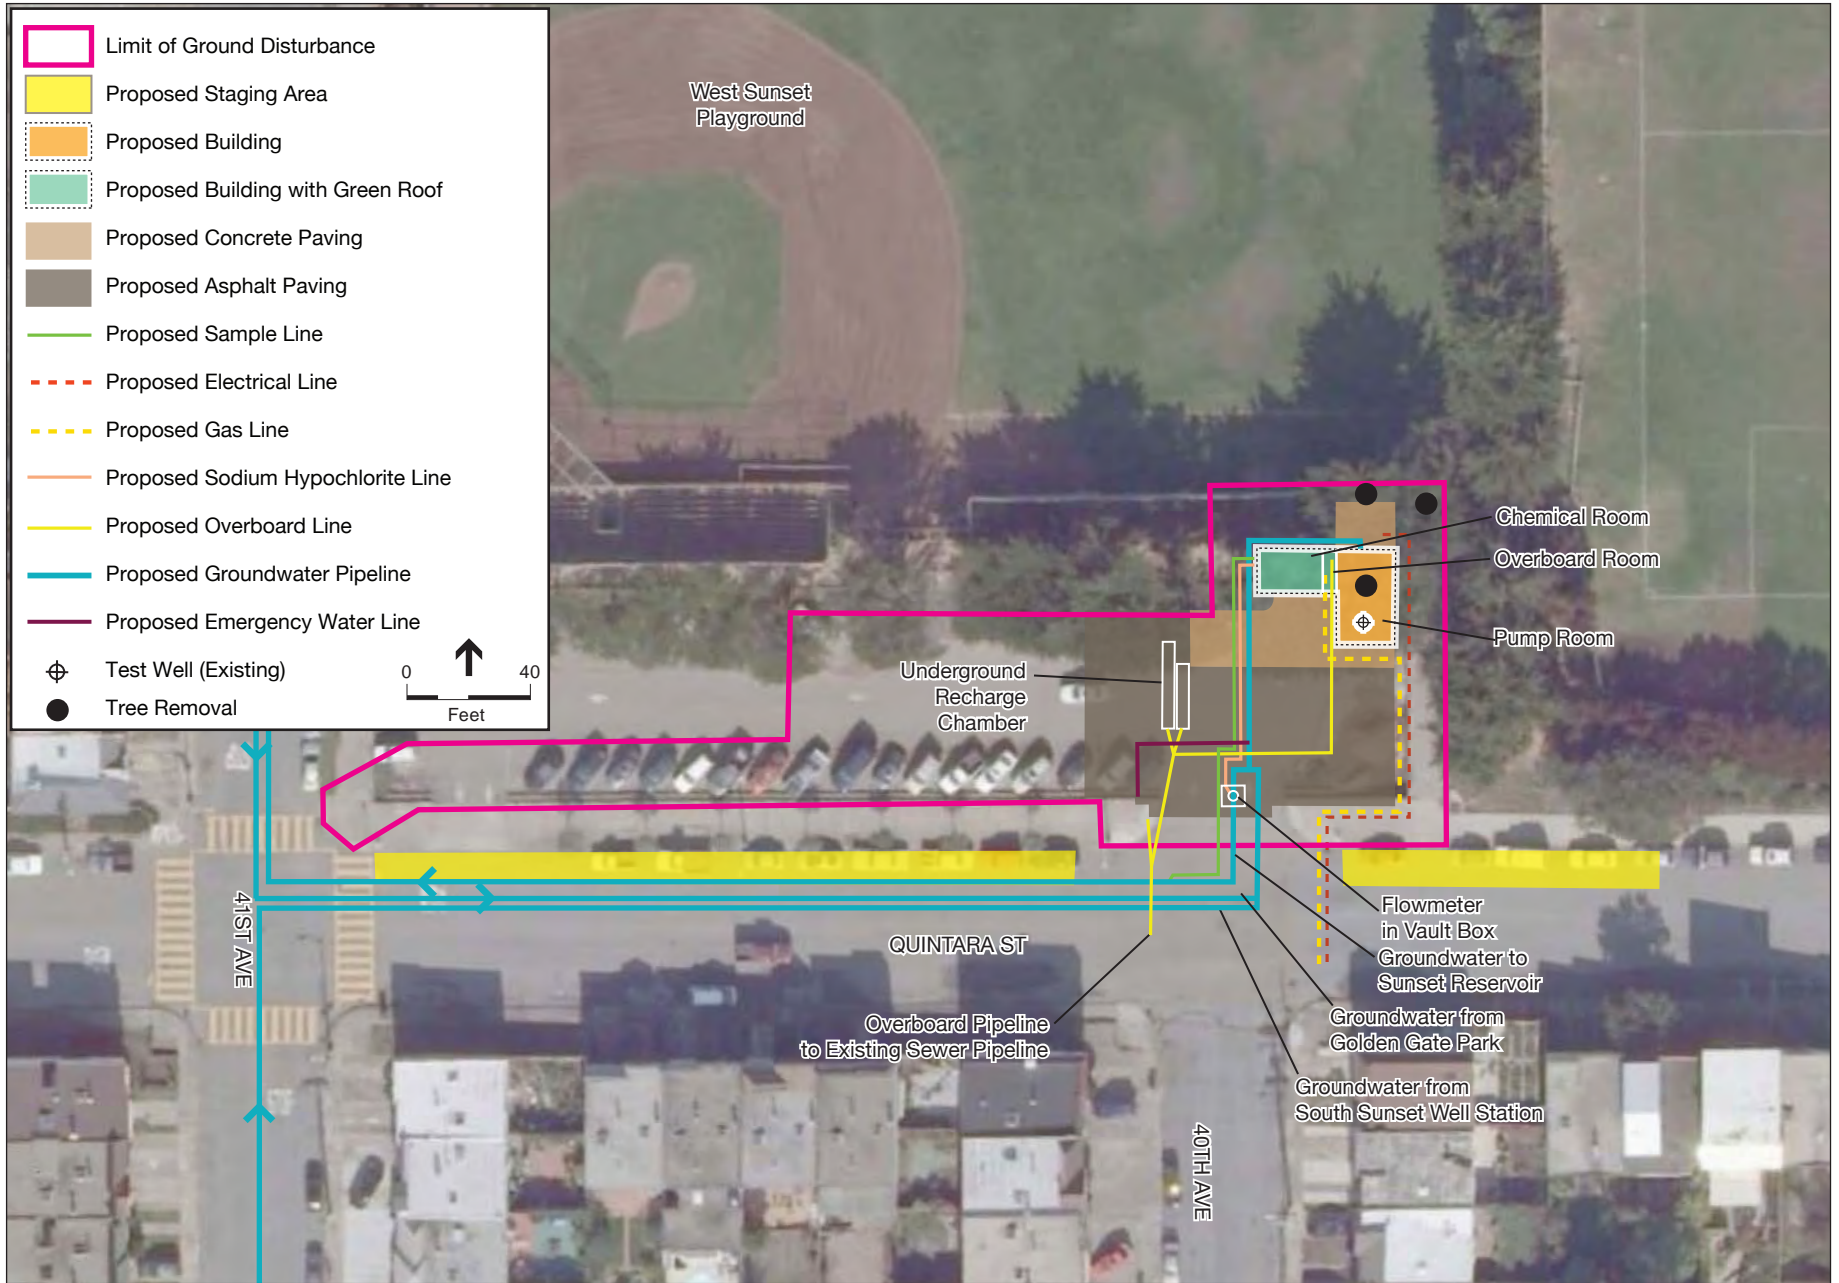 Limit of Ground Disturbance
Proposed Staging Area
Proposed Building
Proposed Building with Green Roof
Proposed Concrete Paving
Proposed Asphalt Paving
Proposed Sample Line
Proposed Electrical Line
Proposed Gas Line
Proposed Sodium Hypochlorite Line
Proposed Overboard Line
Proposed Groundwater Pipeline
Proposed Emergency Water Line
Test Well (Existing)
Tree Removal
0 40
Feet
West Sunset
Playground
Chemical Room
Overboard Room
Pump Room
Underground
Recharge
Chamber
Flowmeter
in Vault Box
Groundwater to
Sunset Reservoir
Groundwater from
Golden Gate Park
Groundwater from
South Sunset Well Station
Overboard Pipeline
to Existing Sewer Pipeline
QUINTARA ST
41ST AVE
40TH AVE